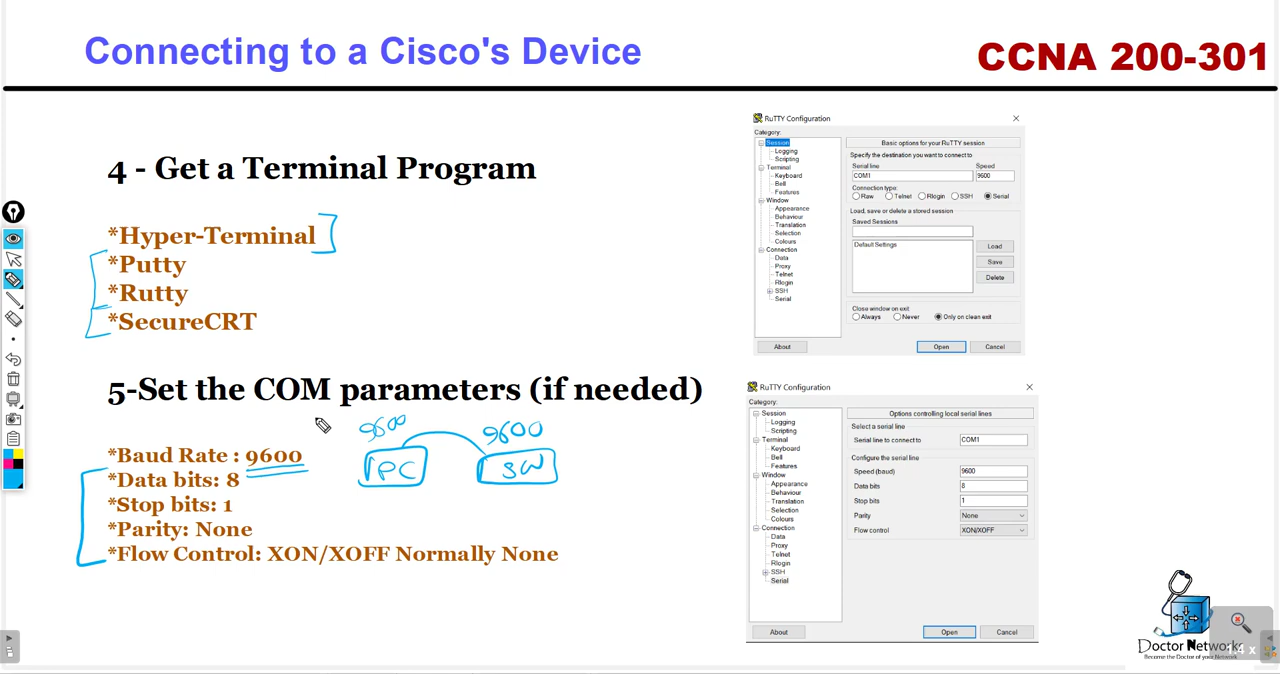 Connecting to a Cisco's Device
CCNA 200-301
4 - Get a Terminal Program
*Hyper-Terminal
*Putty
*Rutty
*SecureCRT
5-Set the COM parameters (if needed)
9600
9600
PC
SW
*Baud Rate : 9600
*Data bits: 8
*Stop bits: 1
*Parity: None
*Flow Control: XON/XOFF Normally None
RuTTY Configuration
Category:
Session
Logging
Scripting
Terminal
Keyboard
Bell
Features
Window
Appearance
Behaviour
Translation
Selection
Colours
Connection
Data
Proxy
Telnet
Rlogin
SSH
Serial
Basic options for your RuTTY session
Specify the destination you want to connect to
Serial line Speed
COM1 9600
Connection type:
Raw Telnet Rlogin SSH Serial
Load, save or delete a stored session
Saved Sessions
Default Settings
Load
Save
Delete
Close window on exit
Always Never Only on clean exit
About Open Cancel
RuTTY Configuration
Category:
Session
Logging
Scripting
Terminal
Keyboard
Bell
Features
Window
Appearance
Behaviour
Translation
Selection
Colours
Connection
Data
Proxy
Telnet
Rlogin
SSH
Serial
Options controlling local serial lines
Select a serial line
Serial line to connect to COM1
Configure the serial line
Speed (baud) 9600
Data bits 8
Stop bits 1
Parity None
Flow control XON/XOFF
About Open Cancel
Doctor Networks
Become the Doctor of your Network